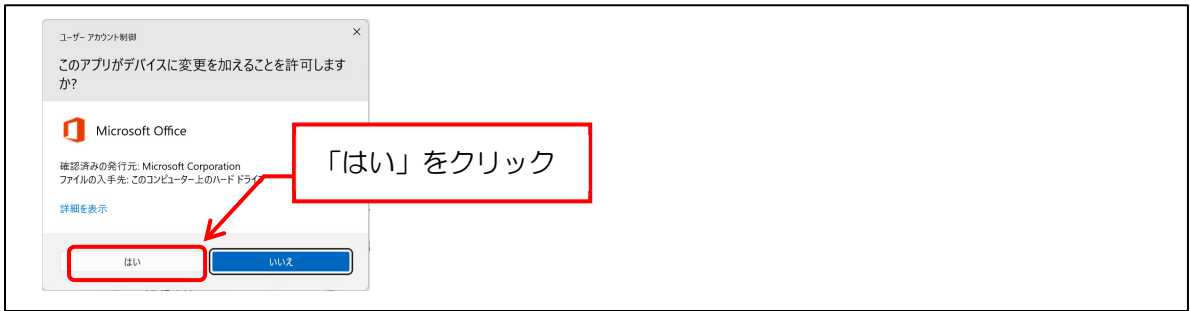 ユーザー アカウント制御
このアプリがデバイスに変更を加えることを許可します
か?
Microsoft Office
「はい」をクリック
確認済みの発行元: Microsoft Corporation
ファイルの入手先: このコンピューター上のハード ドライブ
詳細を表示
はい
いいえ